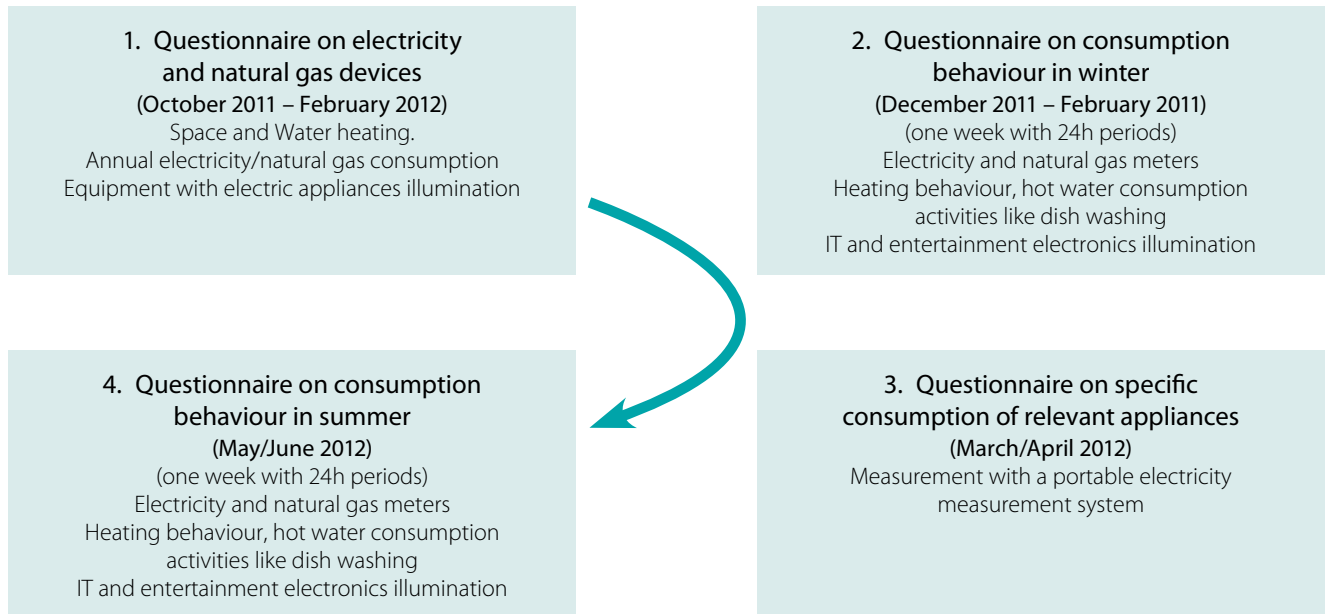 1. Questionnaire on electricity
and natural gas devices
(October 2011 – February 2012)
Space and Water heating.
Annual electricity/natural gas consumption
Equipment with electric appliances illumination
2. Questionnaire on consumption
behaviour in winter
(December 2011 – February 2011)
(one week with 24h periods)
Electricity and natural gas meters
Heating behaviour, hot water consumption
activities like dish washing
IT and entertainment electronics illumination
3. Questionnaire on specific
consumption of relevant appliances
(March/April 2012)
Measurement with a portable electricity
measurement system
4. Questionnaire on consumption
behaviour in summer
(May/June 2012)
(one week with 24h periods)
Electricity and natural gas meters
Heating behaviour, hot water consumption
activities like dish washing
IT and entertainment electronics illumination